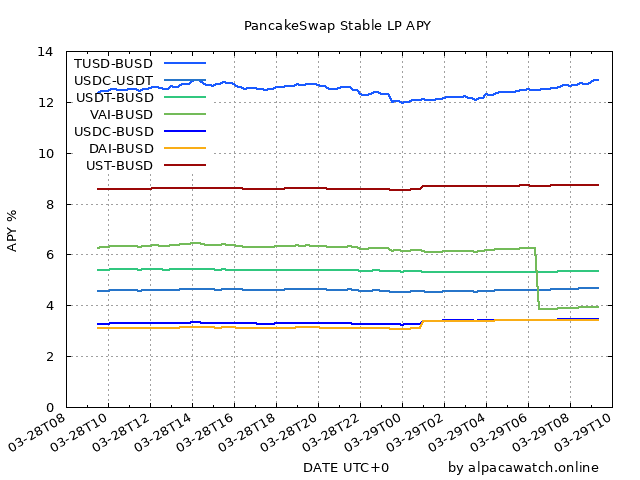 PancakeSwap Stable LP APY
14
12
10
8
6
4
2
0
APY %
TUSD-BUSD
USDC-USDT
USDT-BUSD
VAI-BUSD
USDC-BUSD
DAI-BUSD
UST-BUSD
03-28T08
03-28T10
03-28T12
03-28T14
03-28T16
03-28T18
03-28T20
03-28T22
03-29T00
03-29T02
03-29T04
03-29T06
03-29T08
03-29T10
DATE UTC+0
by alpacawatch.online